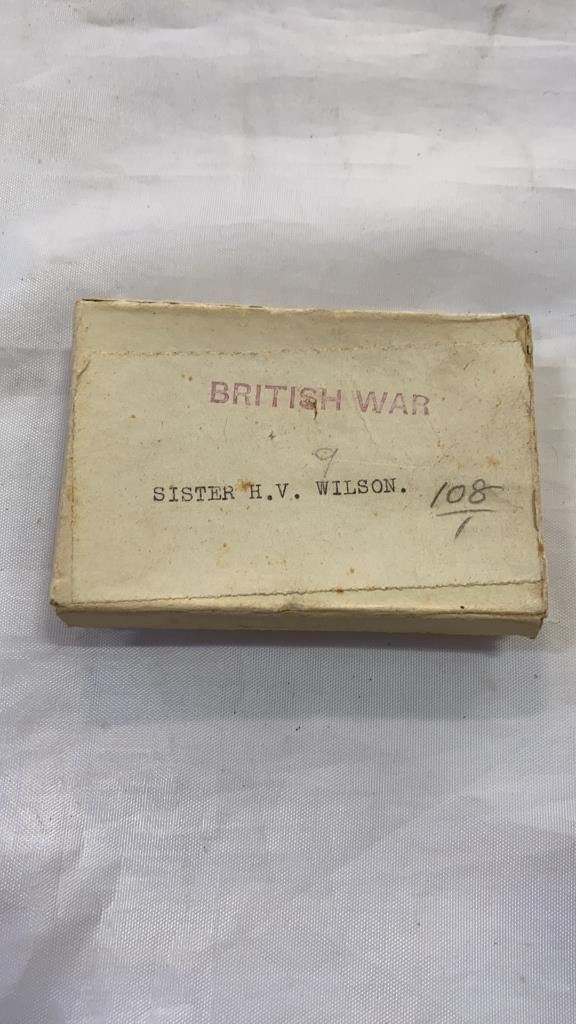 BRITISH WAR
9
SISTER H.V. WILSON.
108
1